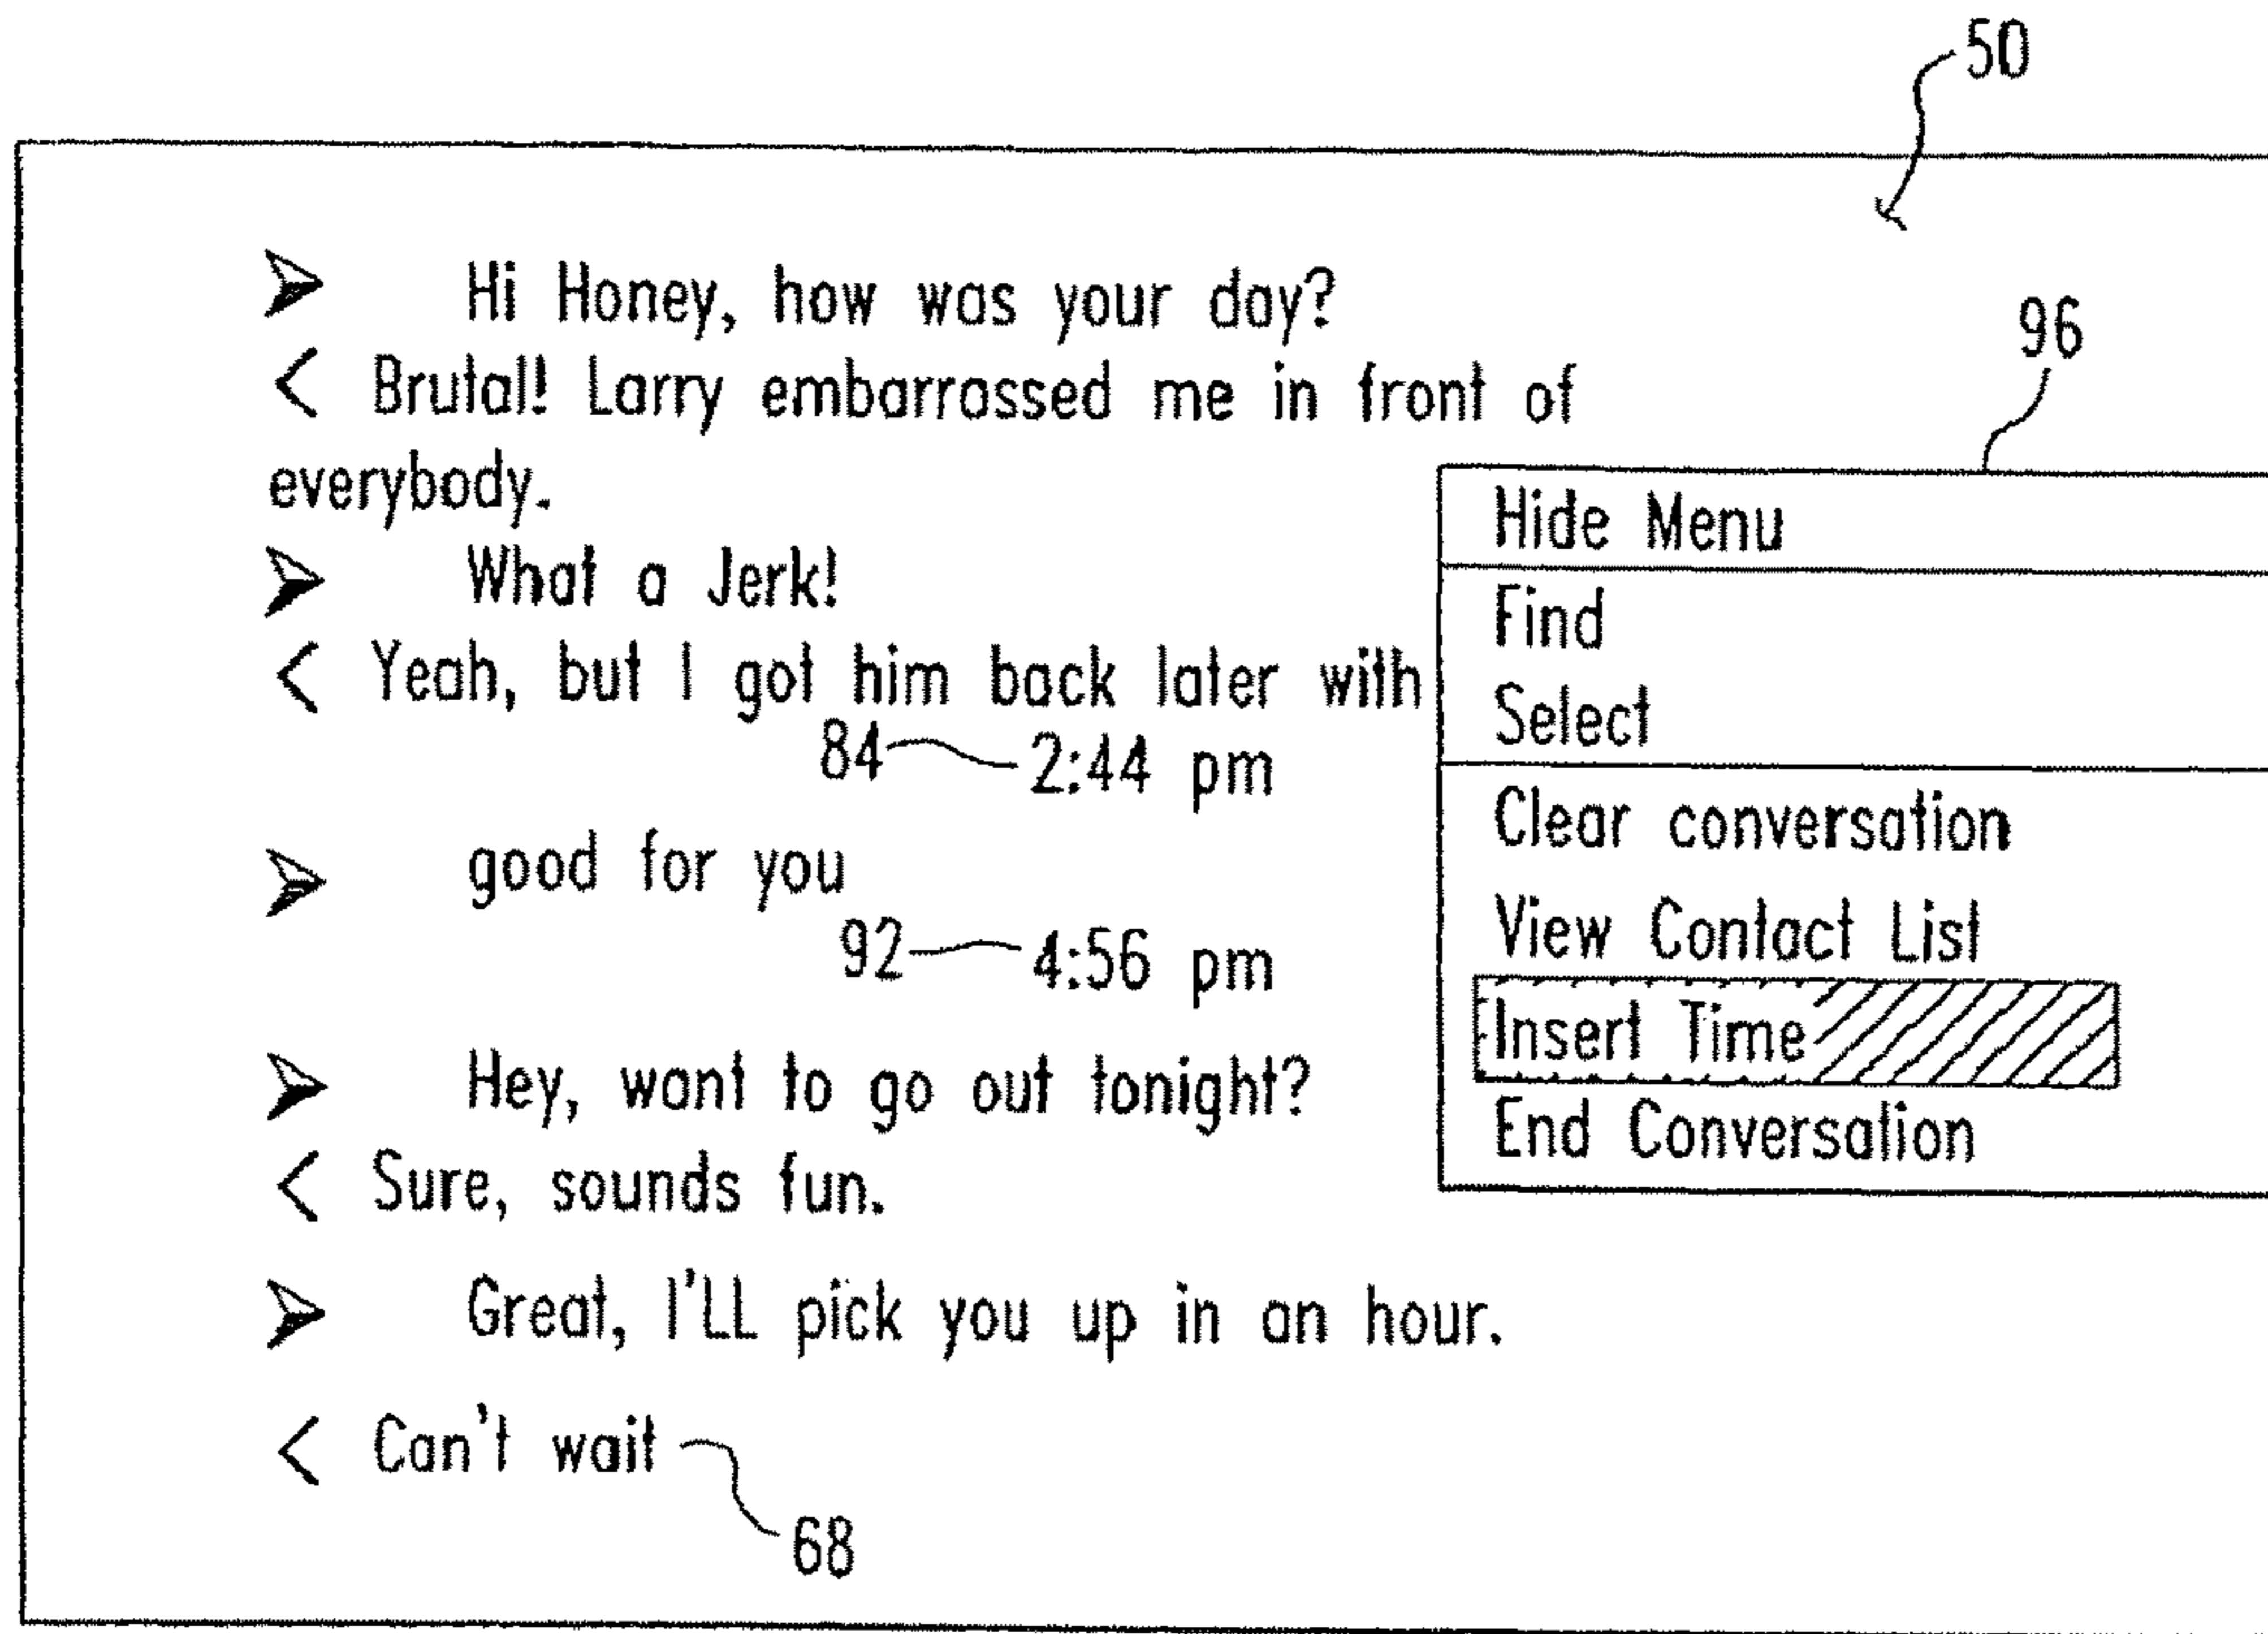 50
➢ Hi Honey, how was your day?
96
< Brutal! Larry embarrassed me in front of
everybody.
➢ What a Jerk!
< Yeah, but I got him back later with
84 2:44 pm
➢ good for you
92 4:56 pm
➢ Hey, want to go out tonight?
< Sure, sounds fun.
➢ Great, I'LL pick you up in an hour.
< Can't wait
68
Hide Menu
Find
Select
Clear conversation
View Contact List
Insert Time
End Conversation